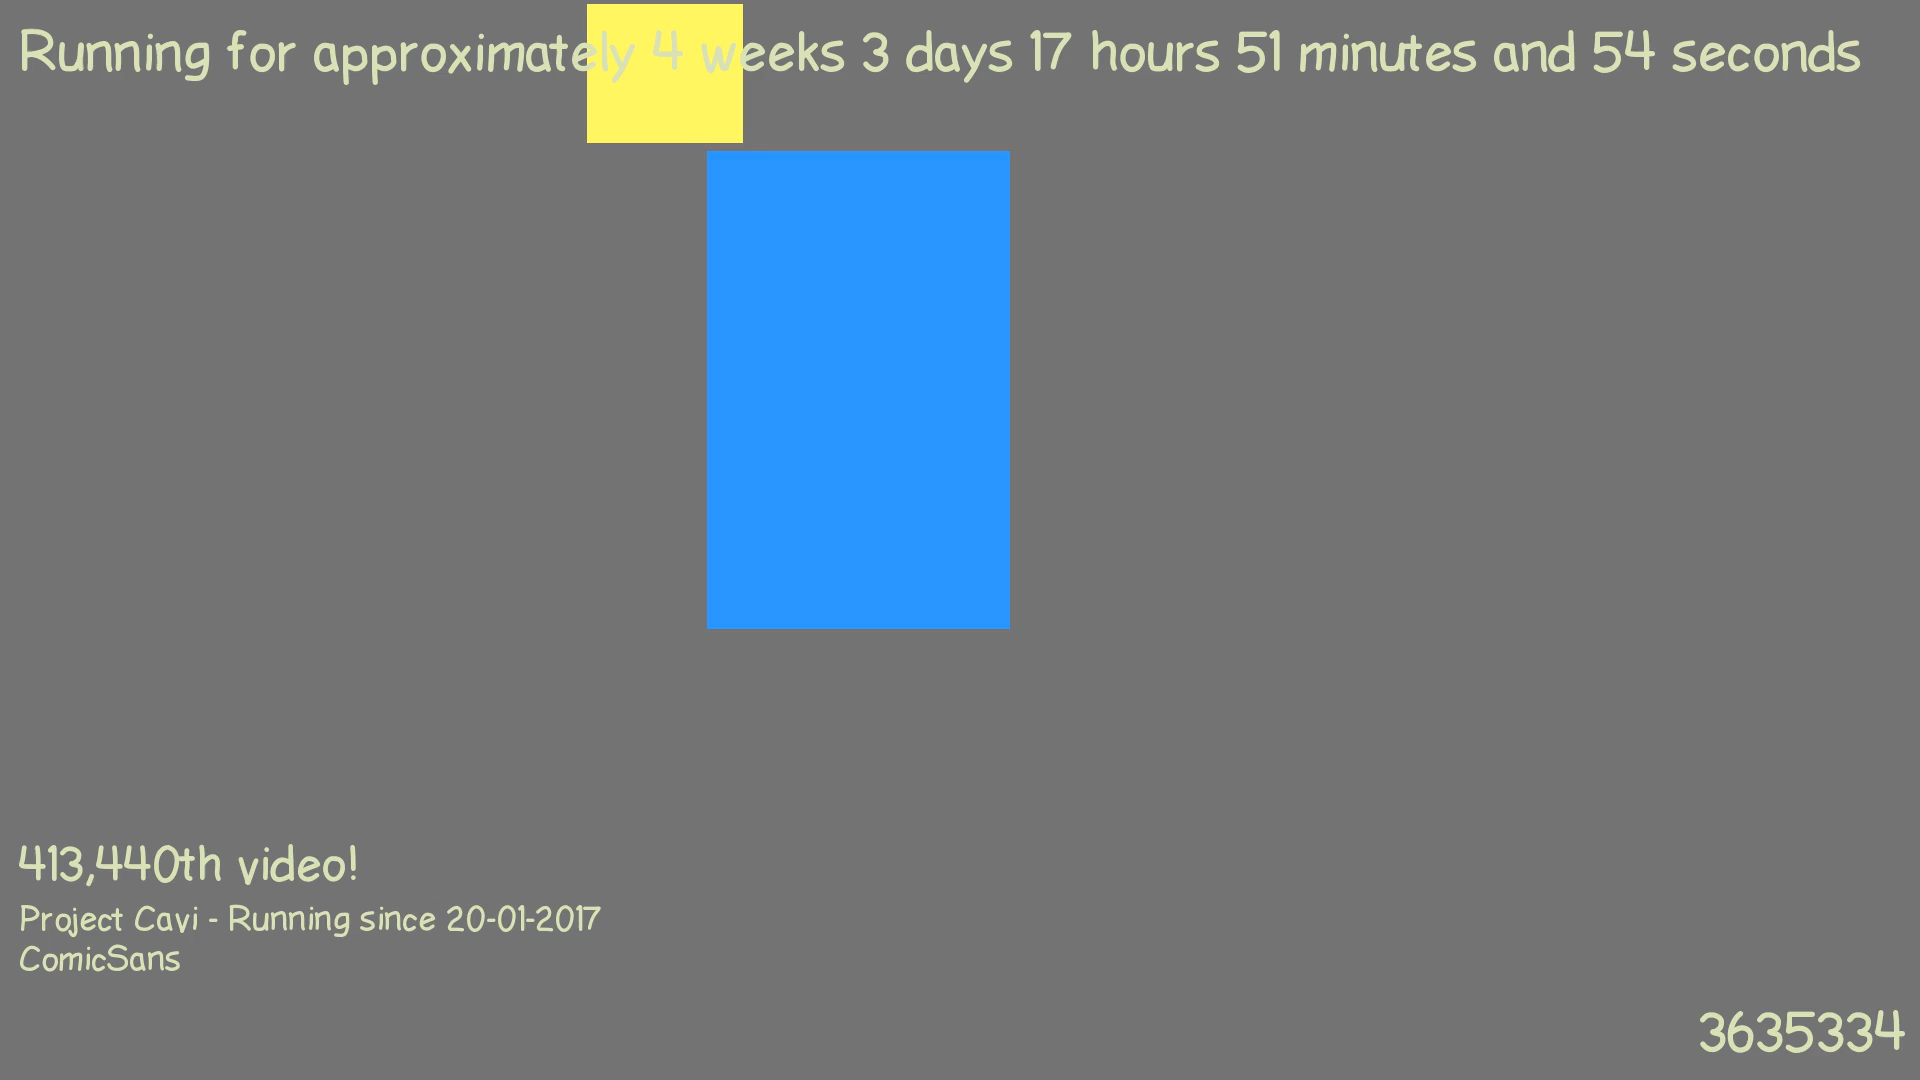 Running for approximately 4 weeks 3 days 17 hours 51 minutes and 54 seconds
413,440th video!
Project Cavi - Running since 20-01-2017
ComicSans
3635334